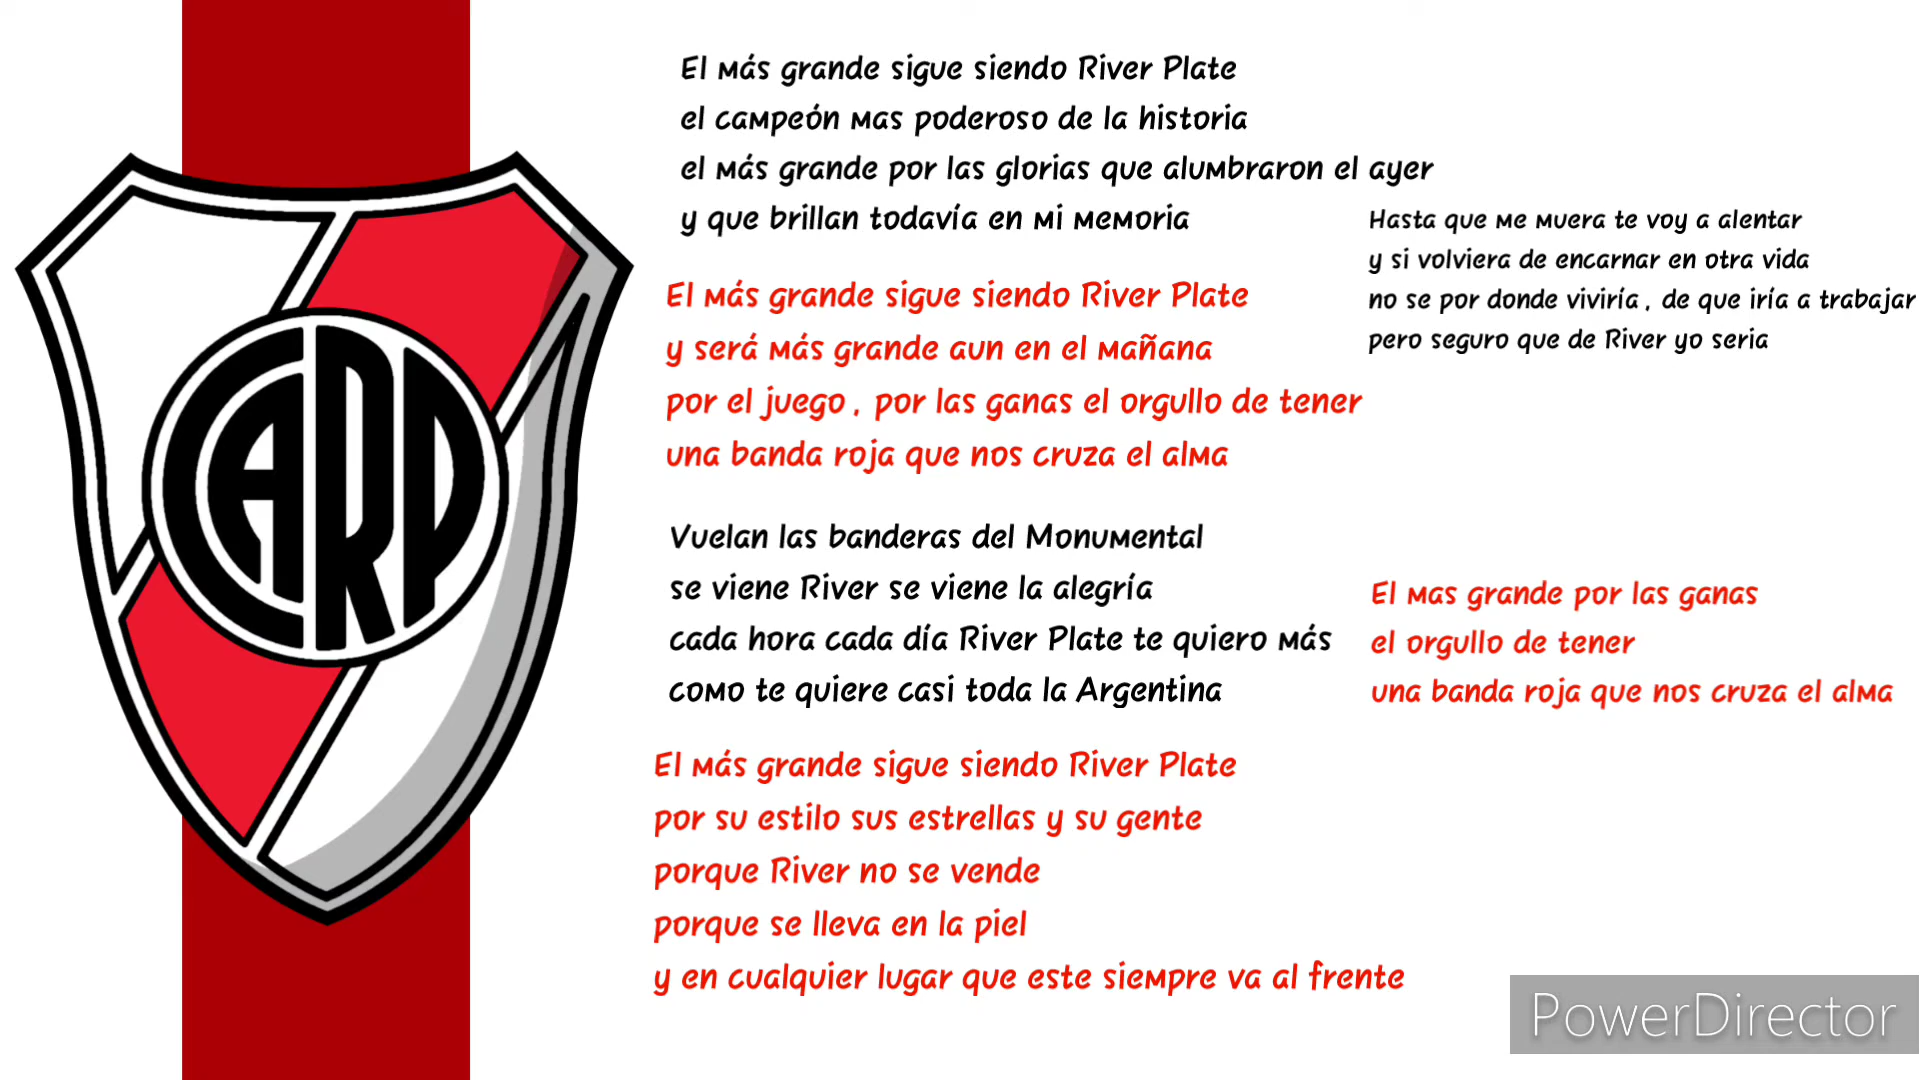 CARP
El más grande sigue siendo River Plate
el campeón mas poderoso de la historia
el más grande por las glorias que alumbraron el ayer
y que brillan todavía en mi memoria
El más grande sigue siendo River Plate
y será más grande aun en el mañana
por el juego, por las ganas el orgullo de tener
una banda roja que nos cruza el alma
Vuelan las banderas del Monumental
se viene River se viene la alegría
cada hora cada día River Plate te quiero más
como te quiere casi toda la Argentina
El más grande sigue siendo River Plate
por su estilo sus estrellas y su gente
porque River no se vende
porque se lleva en la piel
y en cualquier lugar que este siempre va al frente
Hasta que me muera te voy a alentar
y si volviera de encarnar en otra vida
no se por donde viviría, de que iría a trabajar
pero seguro que de River yo seria
El mas grande por las ganas
el orgullo de tener
una banda roja que nos cruza el alma
PowerDirector